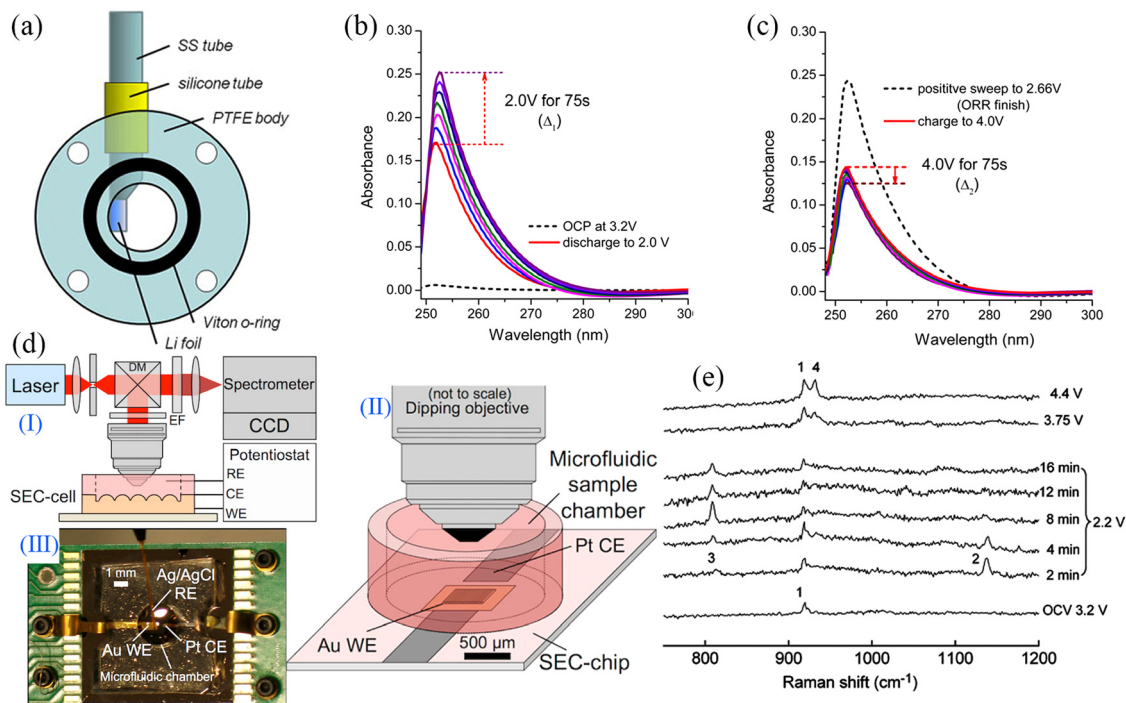 (a)
SS tube
silicone tube
PTFE body
Viton o-ring
Li foil
(b)
0.30
0.25
0.20
0.15
0.10
0.05
0.00
Absorbance
2.0V for 75s
(Δ1)
OCP at 3.2V
discharge to 2.0 V
250 260 270 280 290 30
Wavelength (nm)
(c)
0.30
0.25
0.20
0.15
0.10
0.05
0.00
Absorbance
positive sweep to 2.66V
(ORR finish)
charge to 4.0V
4.0V for 75s
(Δ2)
250 260 270 280 290 300
Wavelength (nm)
(d)
Laser
DM
Spectrometer
(I)
EF
CCD
Potentiostat
RE
SEC-cell
CE
WE
(III)
1 mm
Ag/AgCl
RE
Au WE
Pt CE
Microfluidic chamber
(II)
(not to scale)
Dipping objective
Microfluidic
sample
chamber
Pt CE
Au WE
500 µm
SEC-chip
(e)
1 4
4.4 V
3.75 V
16 min
12 min
8 min
2.2 V
4 min
3 2
2 min
1
OCV 3.2 V
800 900 1000 1100 1200
Raman shift (cm-1)